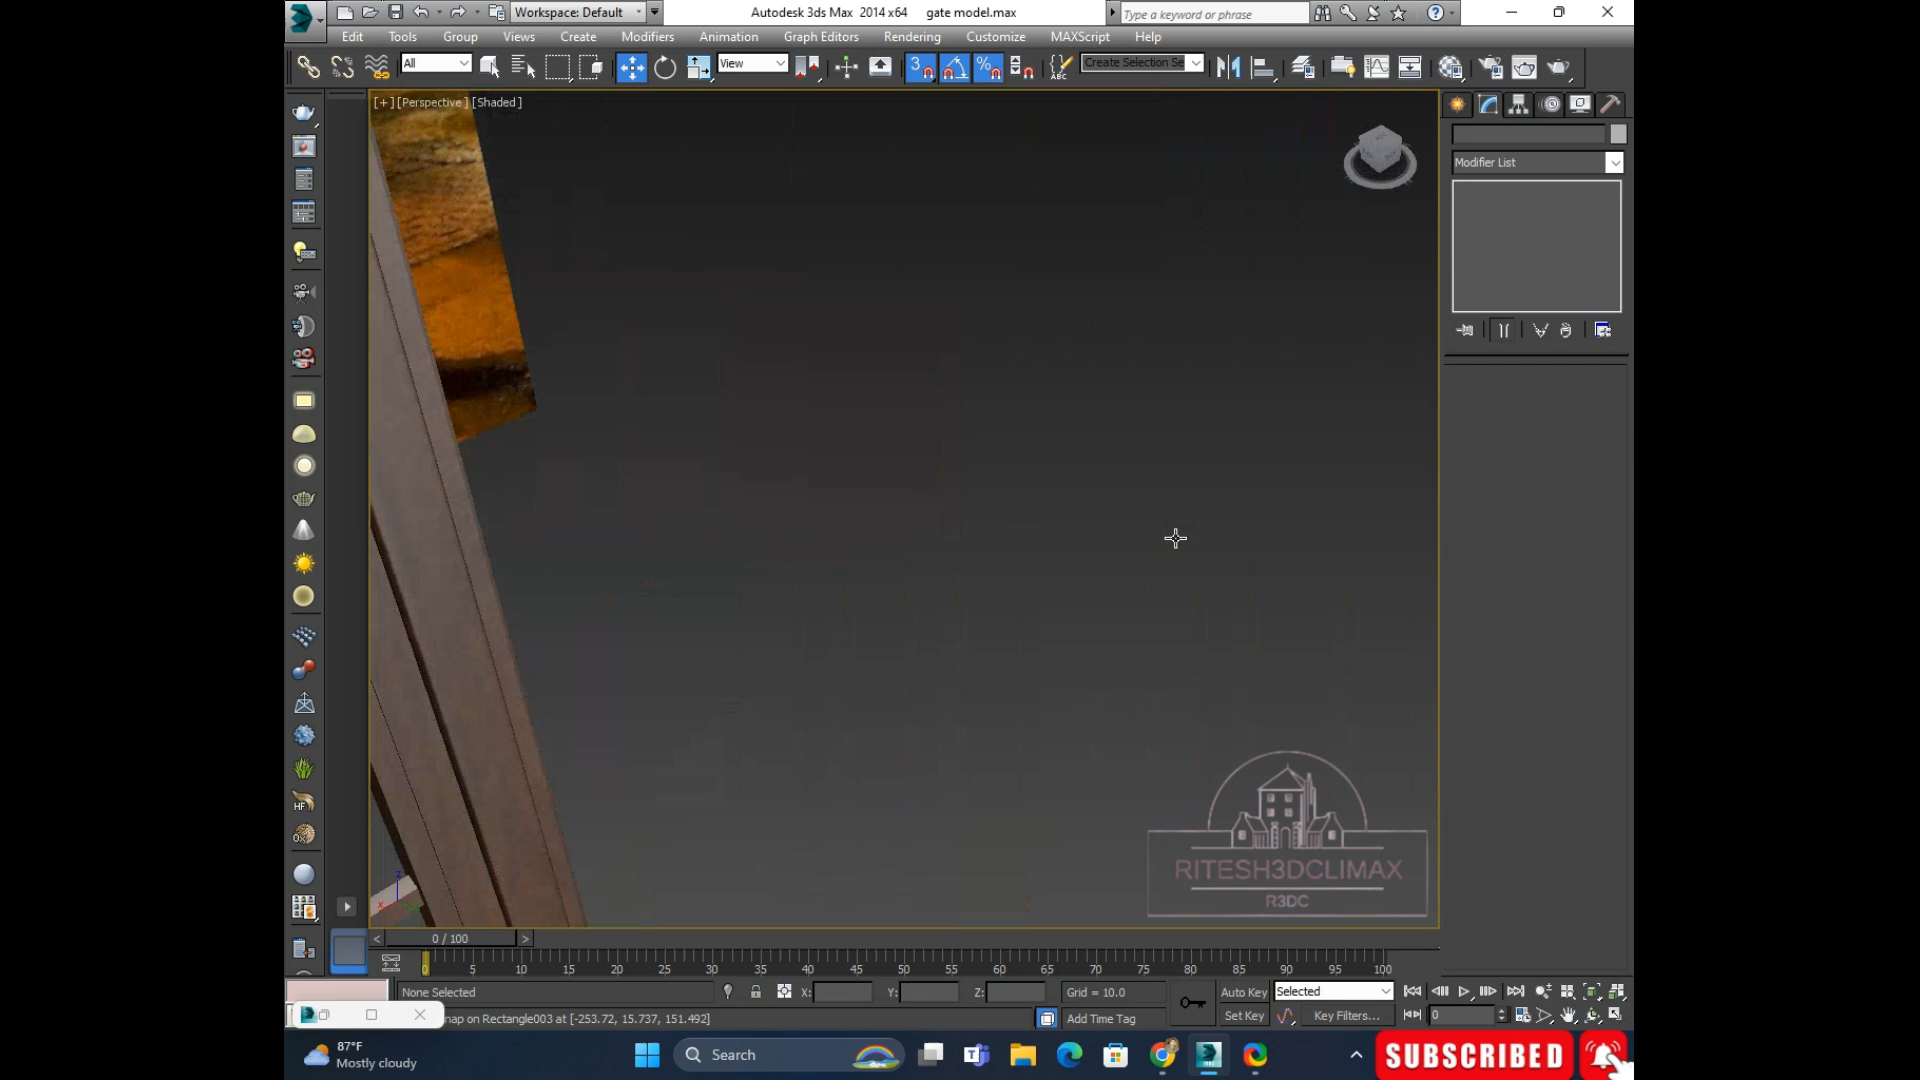 Workspace: Default
Autodesk 3ds Max 2014 x64 gate model.max
Type a keyword or phrase
Edit Tools Group Views Create Modifiers Animation Graph Editors Rendering Customize MAXScript Help
All
View
3
ABC
Create Selection Se
[+] [Perspective] [Shaded]
Modifier List
HF
z
x
RITESH3DCLIMAX
R3DC
0 / 100
0 5 10 15 20 25 30 35 40 45 50 55 60 65 70 75 80 85 90 95 100
None Selected
X:
Y:
Z:
Grid = 10.0
Auto Key
Selected
nap on Rectangle003 at [-253.72, 15.737, 151.492]
Add Time Tag
Set Key
Key Filters...
0
87°F
Mostly cloudy
Search
SUBSCRIBED